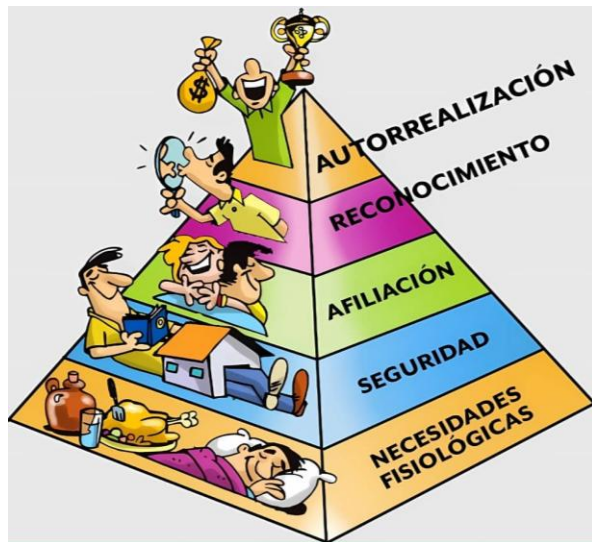 $
AUTORREALIZACIÓN
RECONOCIMIENTO
AFILIACIÓN
SEGURIDAD
NECESIDADES
FISIOLÓGICAS